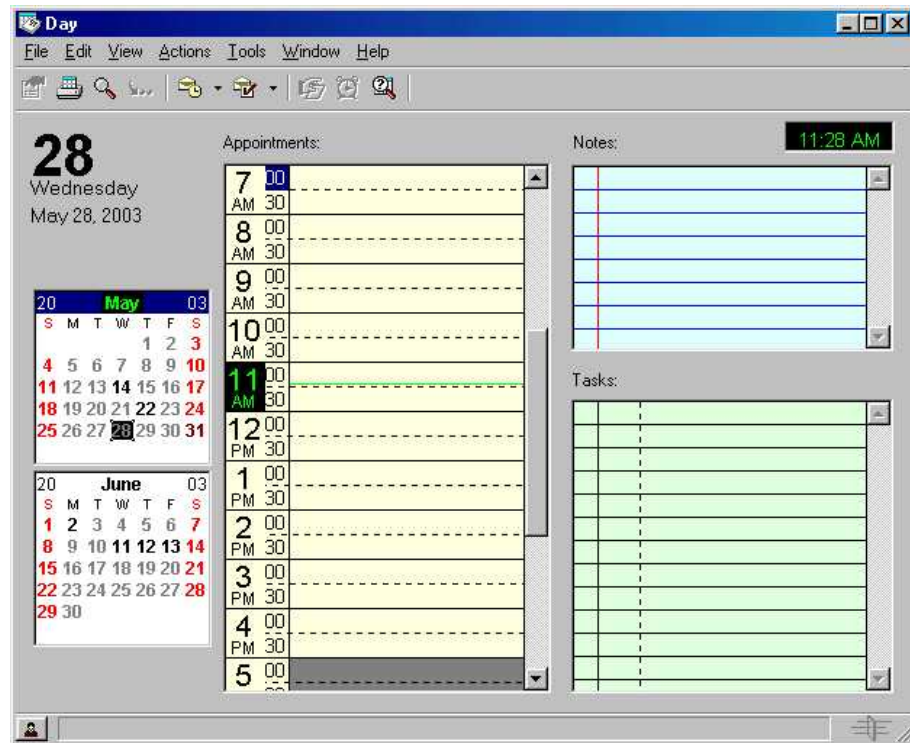 Day
File Edit View Actions Tools Window Help
28
Wednesday
May 28, 2003
20 May 03
S M T W T F S
1 2 3
4 5 6 7 8 9 10
11 12 13 14 15 16 17
18 19 20 21 22 23 24
25 26 27 28 29 30 31
20 June 03
S M T W T F S
1 2 3 4 5 6 7
8 9 10 11 12 13 14
15 16 17 18 19 20 21
22 23 24 25 26 27 28
29 30
Appointments:
7 00
AM 30
8 00
AM 30
9 00
AM 30
10 00
AM 30
11 00
AM 30
12 00
PM 30
1 00
PM 30
2 00
PM 30
3 00
PM 30
4 00
PM 30
5 00
Notes:
11:28 AM
Tasks: